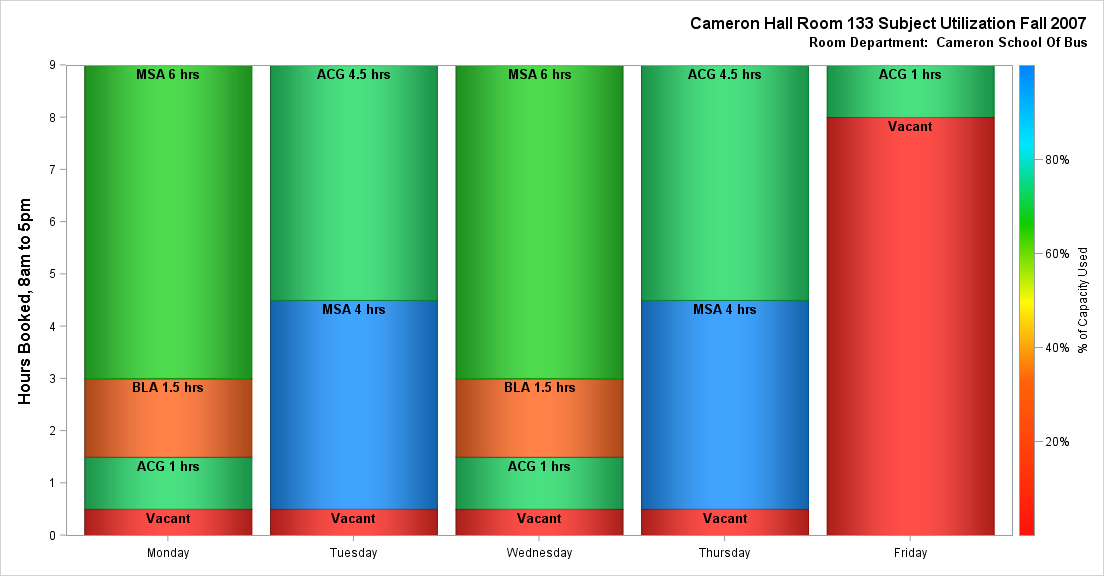 Cameron Hall Room 133 Subject Utilization Fall 2007
Room Department:  Cameron School Of Bus
Hours Booked, 8am to 5pm
9
8
7
6
5
4
3
2
1
0
MSA 6 hrs
BLA 1.5 hrs
ACG 1 hrs
Vacant
ACG 4.5 hrs
MSA 4 hrs
Vacant
MSA 6 hrs
BLA 1.5 hrs
ACG 1 hrs
Vacant
ACG 4.5 hrs
MSA 4 hrs
Vacant
ACG 1 hrs
Vacant
Monday
Tuesday
Wednesday
Thursday
Friday
80%
60%
40%
20%
% of Capacity Used